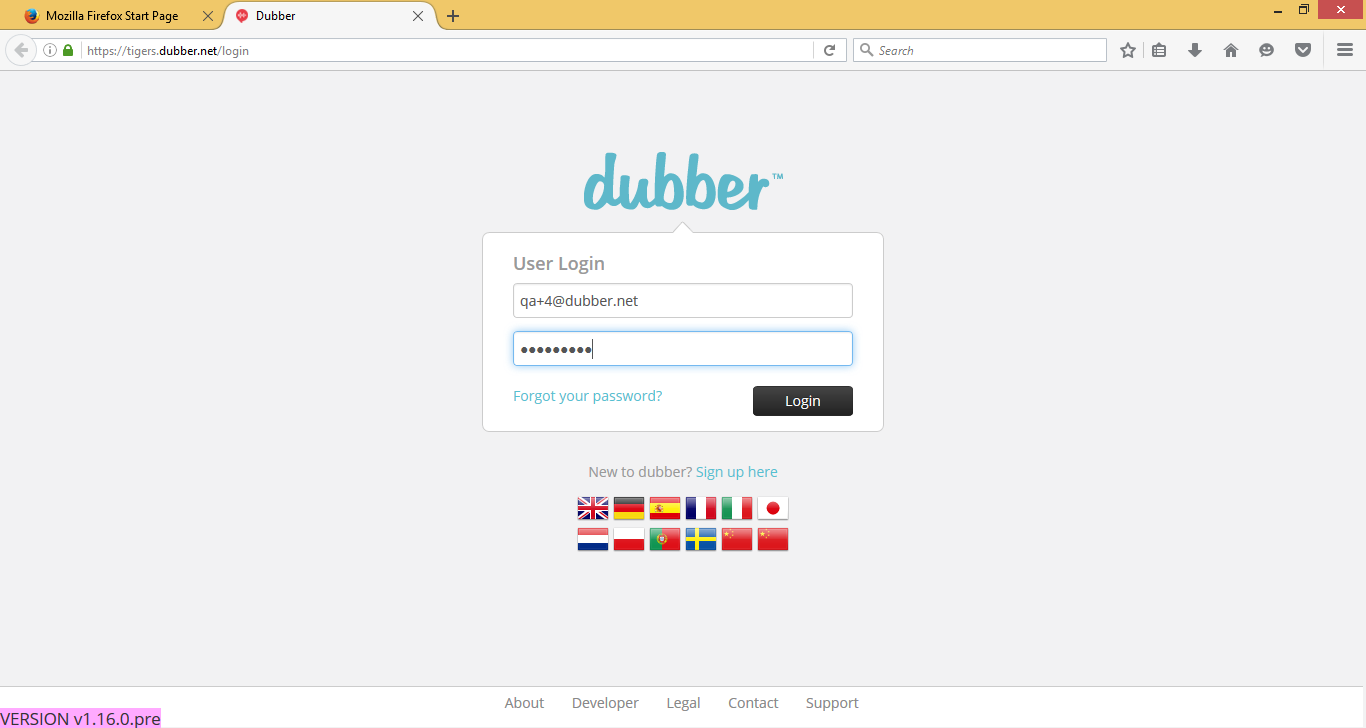 Mozilla Firefox Start Page
Dubber
https://tigers.dubber.net/login
Search
dubber™
User Login
qa+4@dubber.net
•••••••••
Forgot your password?
Login
New to dubber? Sign up here
About Developer Legal Contact Support
VERSION v1.16.0.pre